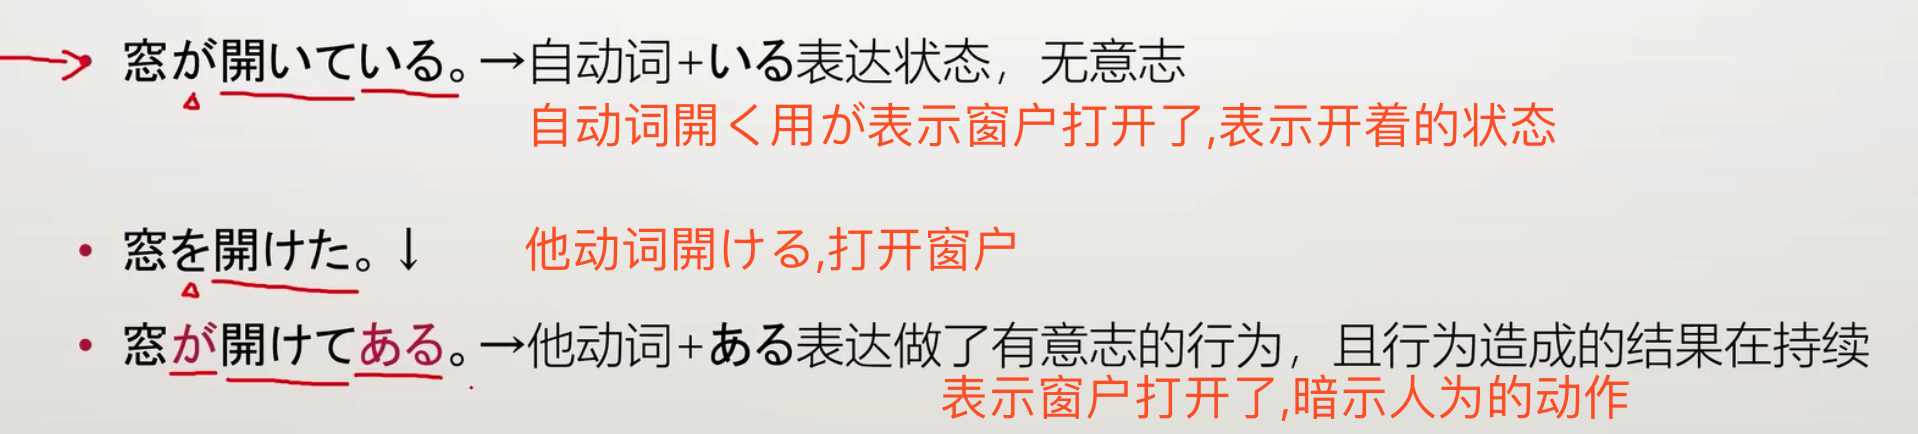 • 窓が開いている。→自动词+いる表达状态，无意志
自动词開く用が表示窗户打开了,表示开着的状态
• 窓を開けた。↓ 他动词開ける,打开窗户
• 窓が開けてある。→他动词+ある表达做了有意志的行为，且行为造成的结果在持续
表示窗户打开了,暗示人为的动作